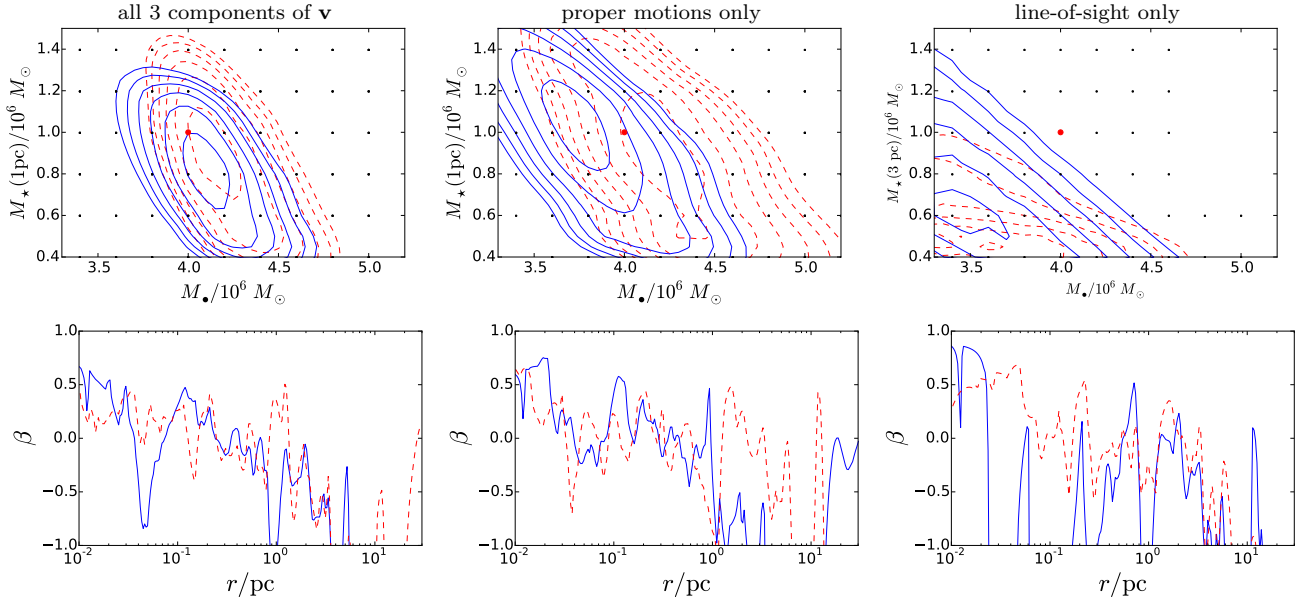 all 3 components of v
proper motions only
line-of-sight only
M⋆(1pc)/10⁶ M⊙
1.4
1.2
1.0
0.8
0.6
0.4
3.5 4.0 4.5 5.0
M•/10⁶ M⊙
M⋆(1pc)/10⁶ M⊙
1.4
1.2
1.0
0.8
0.6
0.4
3.5 4.0 4.5 5.0
M•/10⁶ M⊙
M⋆(3 pc)/10⁶ M⊙
1.4
1.2
1.0
0.8
0.6
0.4
3.5 4.0 4.5 5.0
M•/10⁶ M⊙
β
1.0
0.5
0.0
−0.5
−1.0
10⁻² 10⁻¹ 10⁰ 10¹
r/pc
β
1.0
0.5
0.0
−0.5
−1.0
10⁻² 10⁻¹ 10⁰ 10¹
r/pc
β
1.0
0.5
0.0
−0.5
−1.0
10⁻² 10⁻¹ 10⁰ 10¹
r/pc